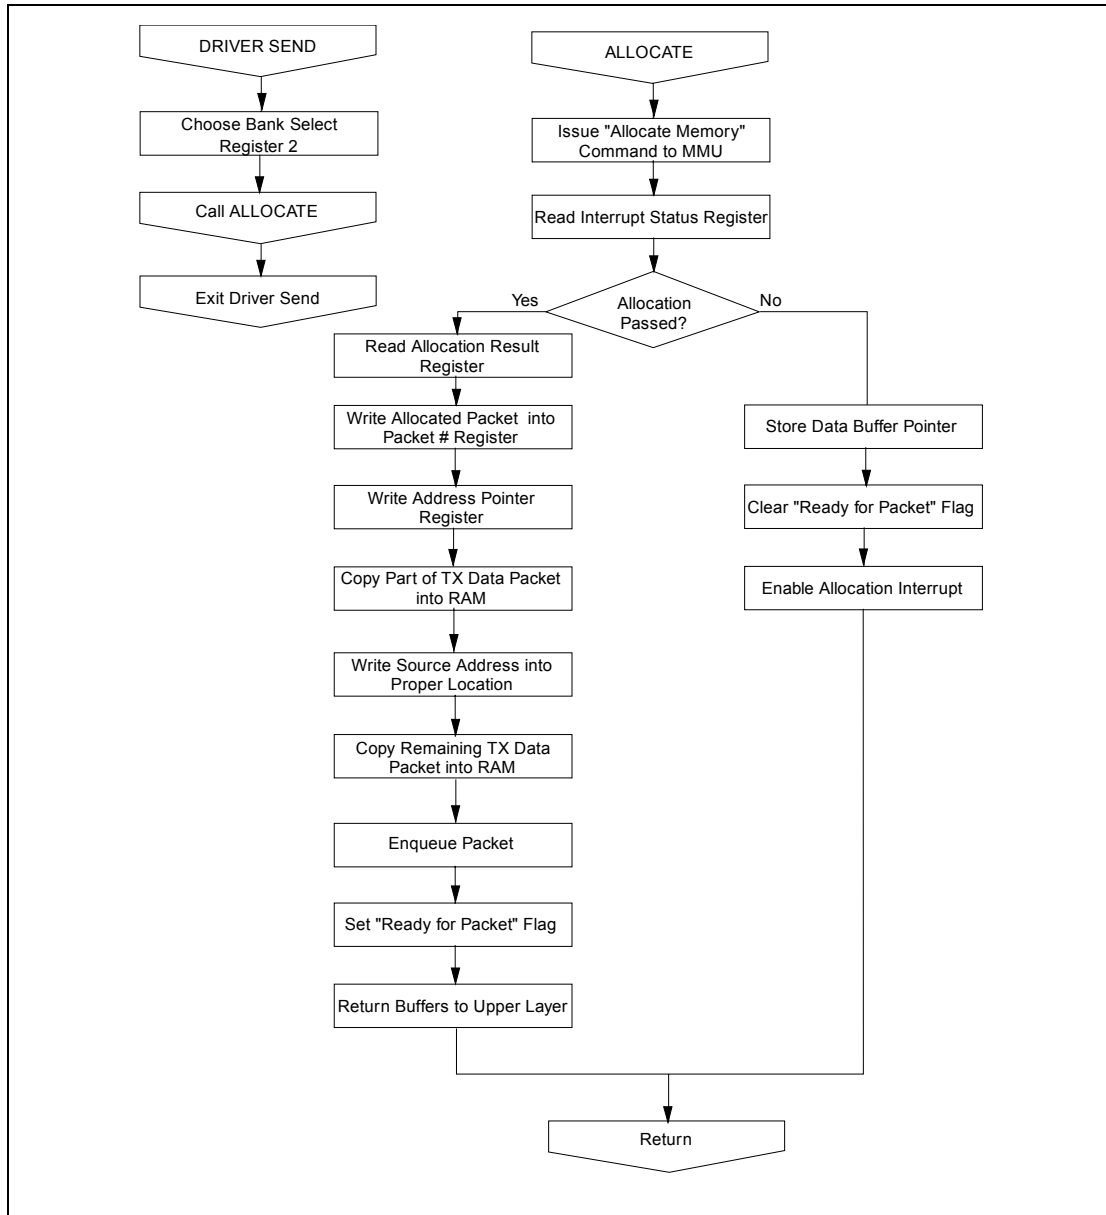 DRIVER SEND
Choose Bank Select
Register 2
Call ALLOCATE
Exit Driver Send
ALLOCATE
Issue "Allocate Memory"
Command to MMU
Read Interrupt Status Register
Allocation
Passed?
Yes
No
Read Allocation Result
Register
Write Allocated Packet into
Packet # Register
Write Address Pointer
Register
Copy Part of TX Data Packet
into RAM
Write Source Address into
Proper Location
Copy Remaining TX Data
Packet into RAM
Enqueue Packet
Set "Ready for Packet" Flag
Return Buffers to Upper Layer
Store Data Buffer Pointer
Clear "Ready for Packet" Flag
Enable Allocation Interrupt
Return